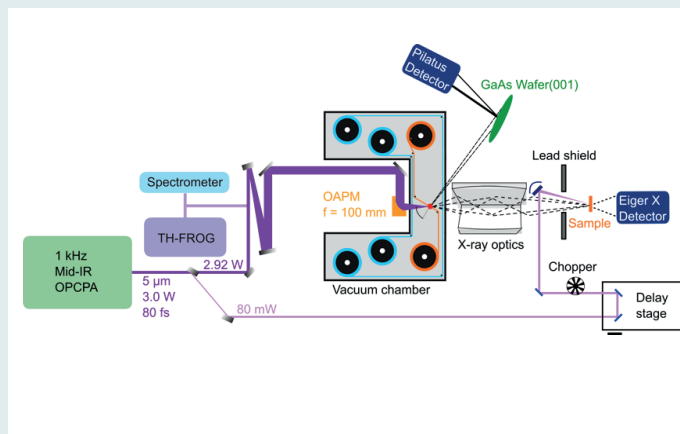 Pilatus
Detector
GaAs Wafer(001)
Spectrometer
TH-FROG
OAPM
f = 100 mm
Lead shield
Eiger X
Detector
Sample
X-ray optics
1 kHz
Mid-IR
OPCPA
2.92 W
5 µm
3.0 W
80 fs
Vacuum chamber
Chopper
80 mW
Delay
stage